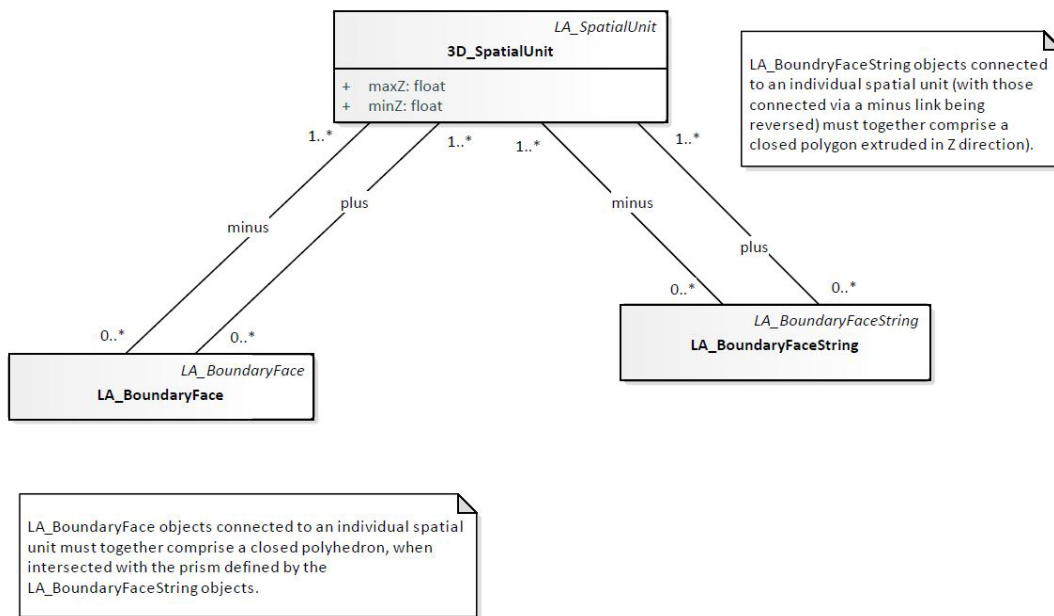 LA_SpatialUnit
3D_SpatialUnit
+ maxZ: float
+ minZ: float
LA_BoundryFaceString objects connected
to an individual spatial unit (with those
connected via a minus link being
reversed) must together comprise a
closed polygon extruded in Z direction).
1..*
1..*
1..*
1..*
minus
plus
minus
plus
0..*
0..*
0..*
0..*
LA_BoundaryFace
LA_BoundaryFace
LA_BoundaryFaceString
LA_BoundaryFaceString
LA_BoundaryFace objects connected to an individual spatial
unit must together comprise a closed polyhedron, when
intersected with the prism defined by the
LA_BoundaryFaceString objects.